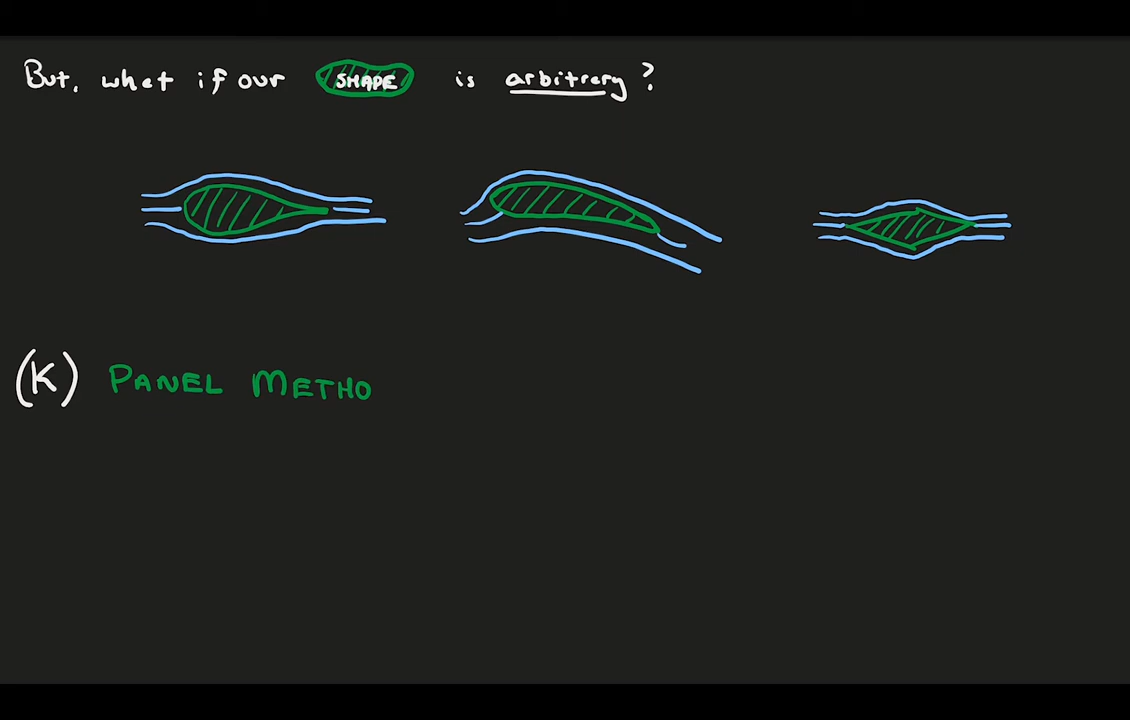 But, what if our SHAPE is arbitrary?
(K) PANEL METHO